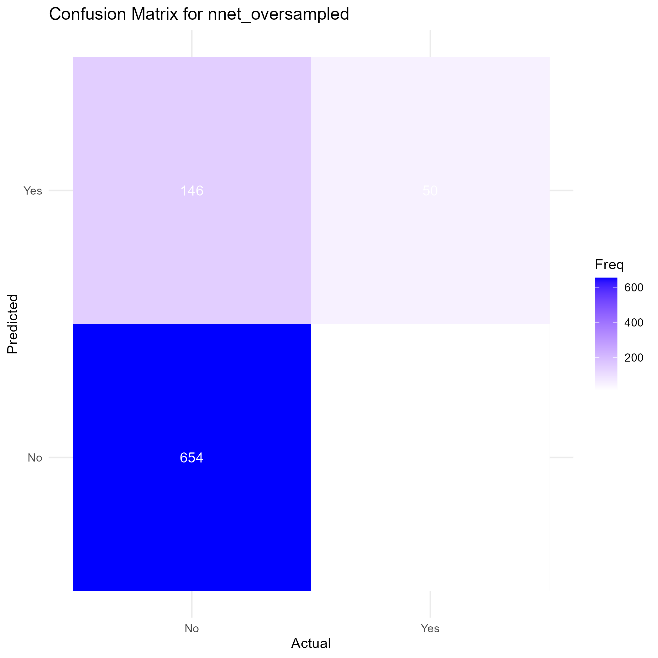 Confusion Matrix for nnet_oversampled
Yes
146
50
Predicted
No
654
No
Yes
Actual
Freq
600
400
200